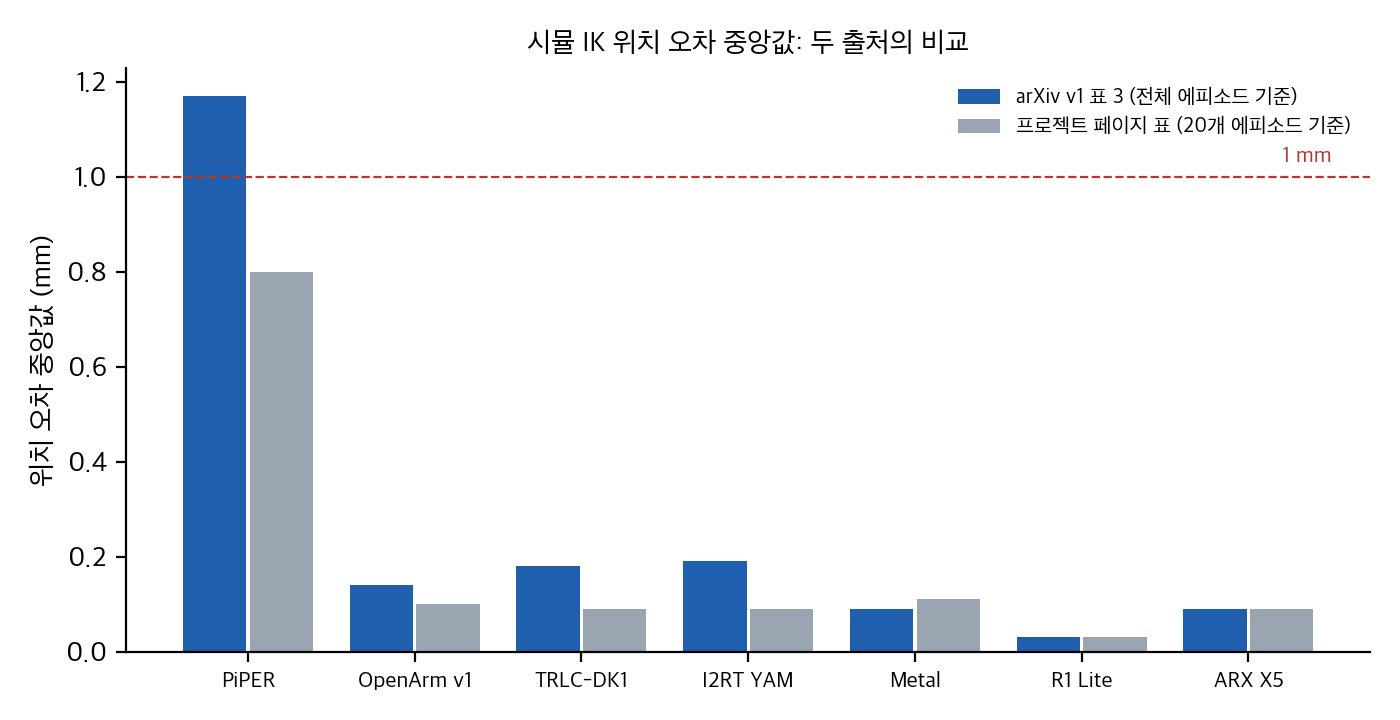 시뮬 IK 위치 오차 중앙값: 두 출처의 비교
arXiv v1 표 3 (전체 에피소드 기준)
프로젝트 페이지 표 (20개 에피소드 기준)
1 mm
위치 오차 중앙값 (mm)
1.2
1.0
0.8
0.6
0.4
0.2
0.0
PiPER
OpenArm v1
TRLC-DK1
I2RT YAM
Metal
R1 Lite
ARX X5